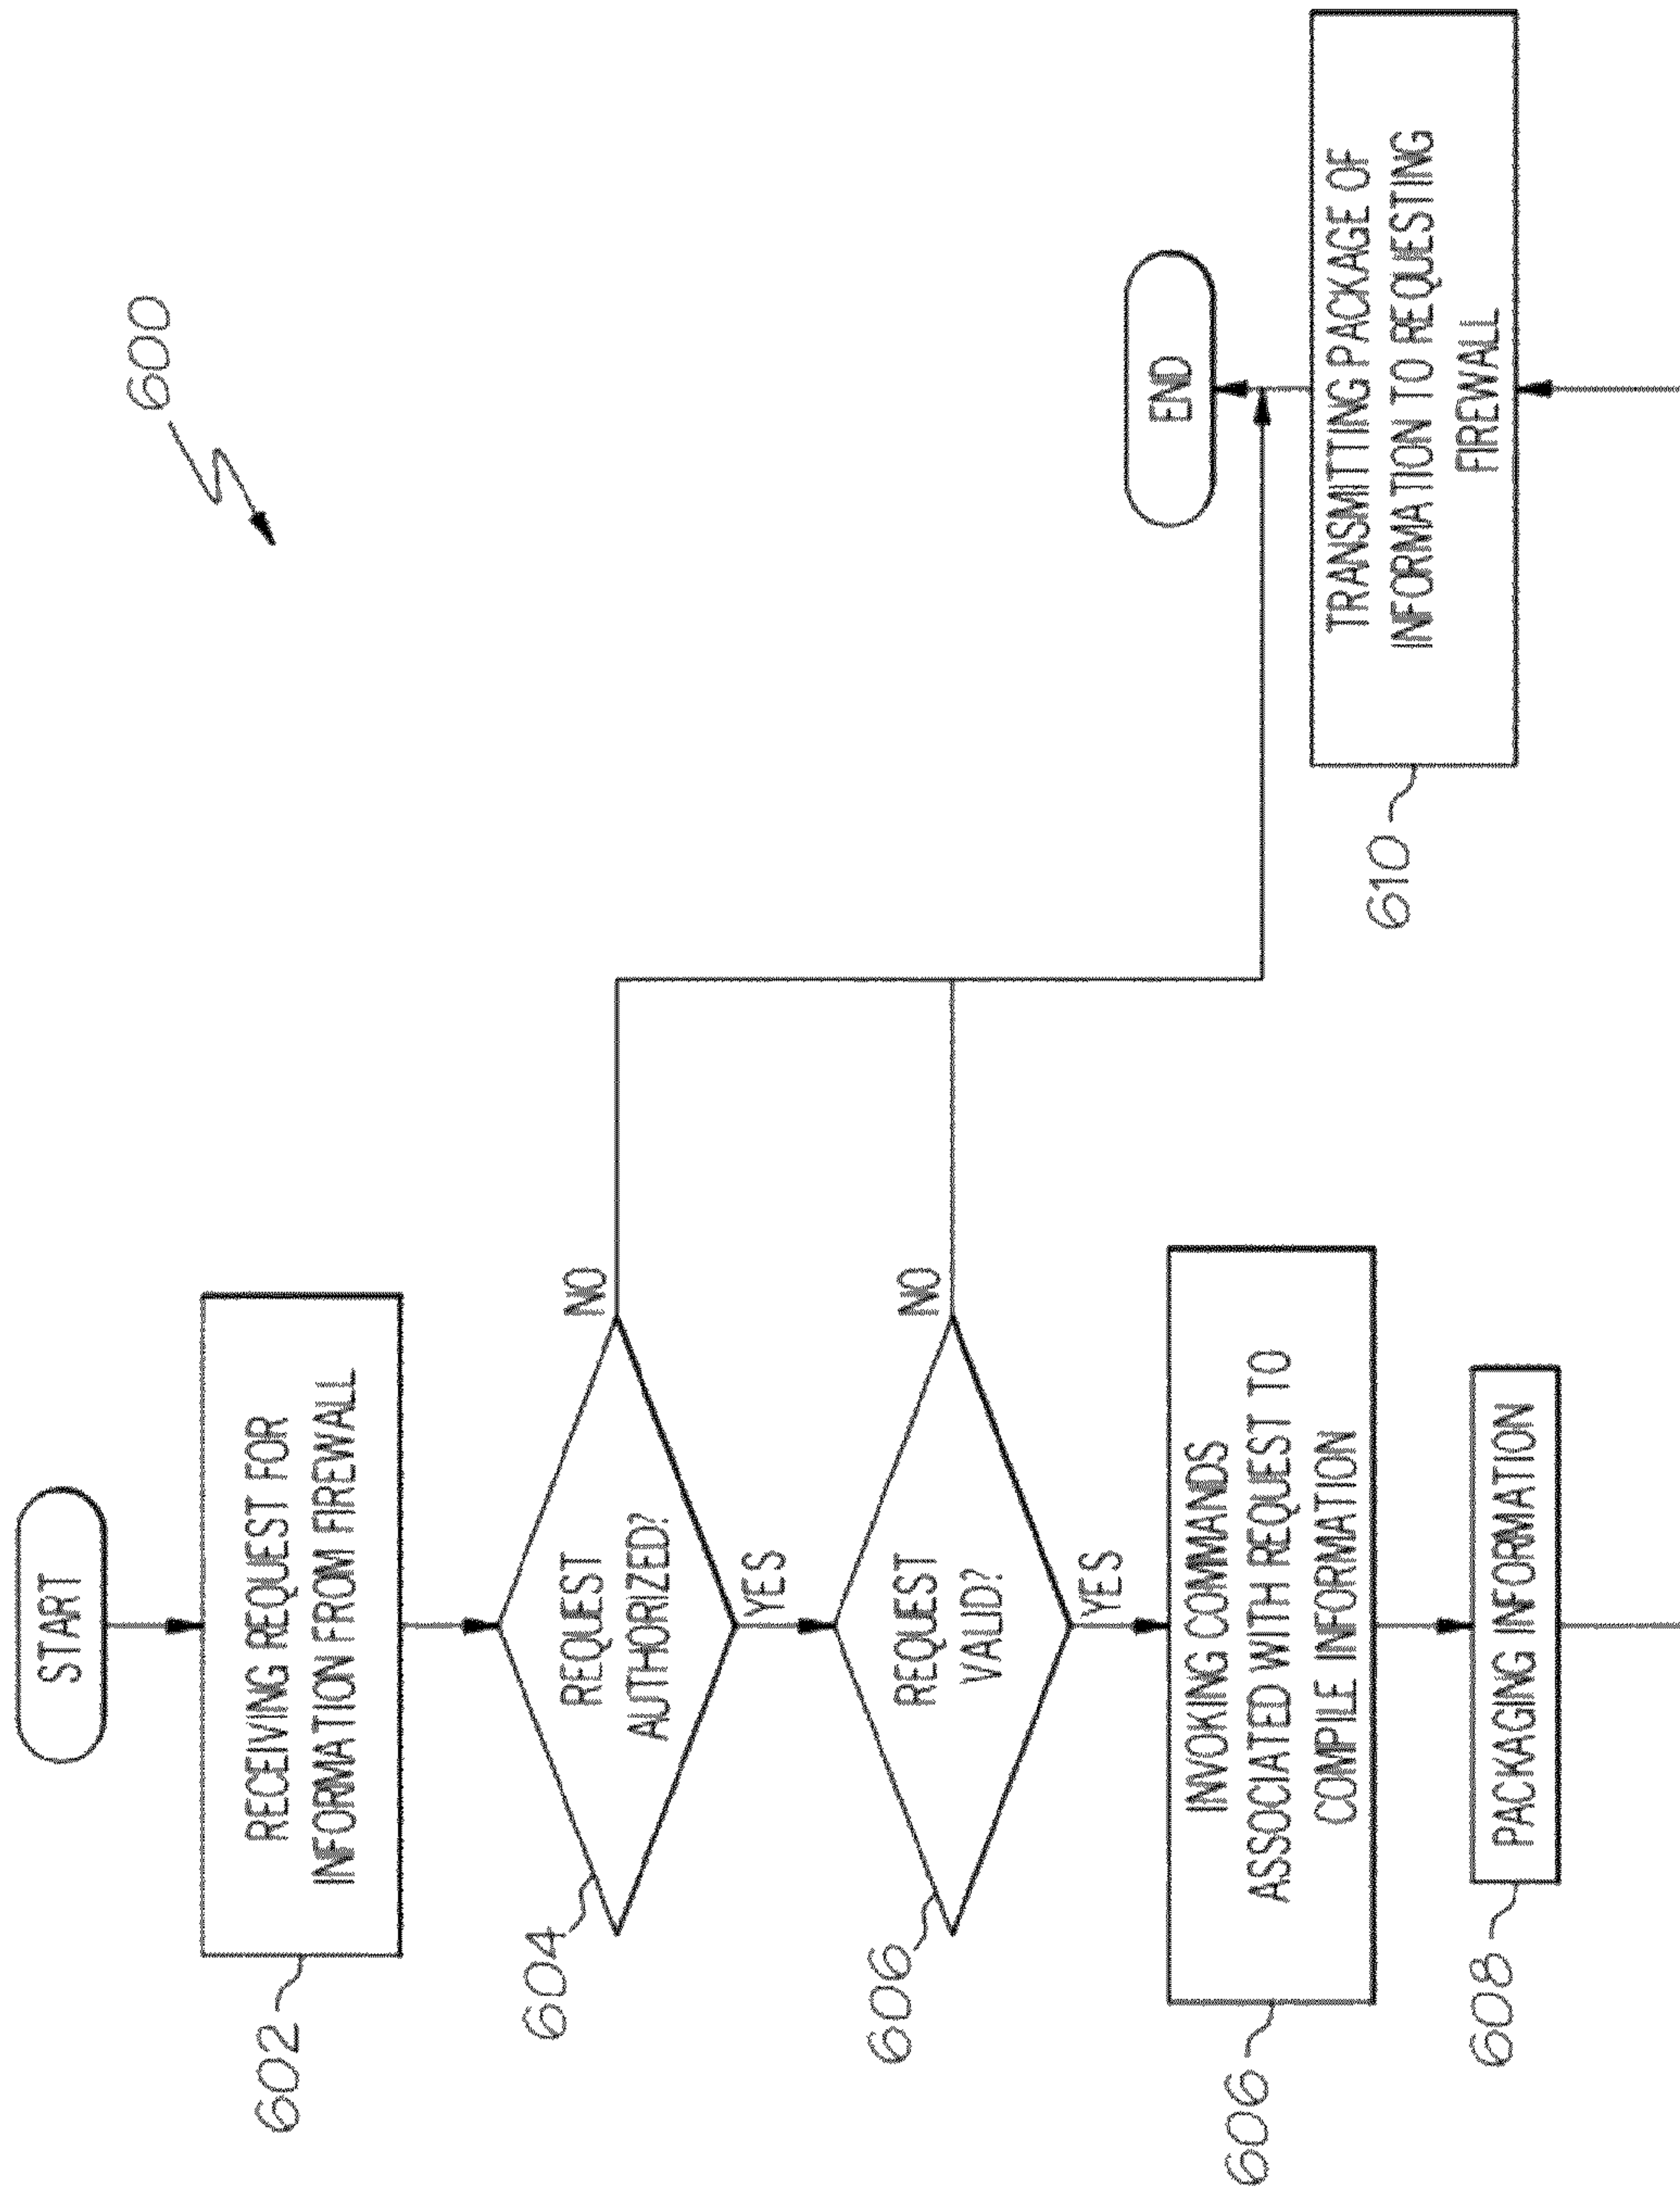 600
START
RECEIVING REQUEST FOR
INFORMATION FROM FIREWALL
602
REQUEST
AUTHORIZED?
604
NO
YES
REQUEST
VALID?
606
NO
YES
INVOKING COMMANDS
ASSOCIATED WITH REQUEST TO
COMPILE INFORMATION
606
PACKAGING INFORMATION
608
TRANSMITTING PACKAGE OF
INFORMATION TO REQUESTING
FIREWALL
610
END